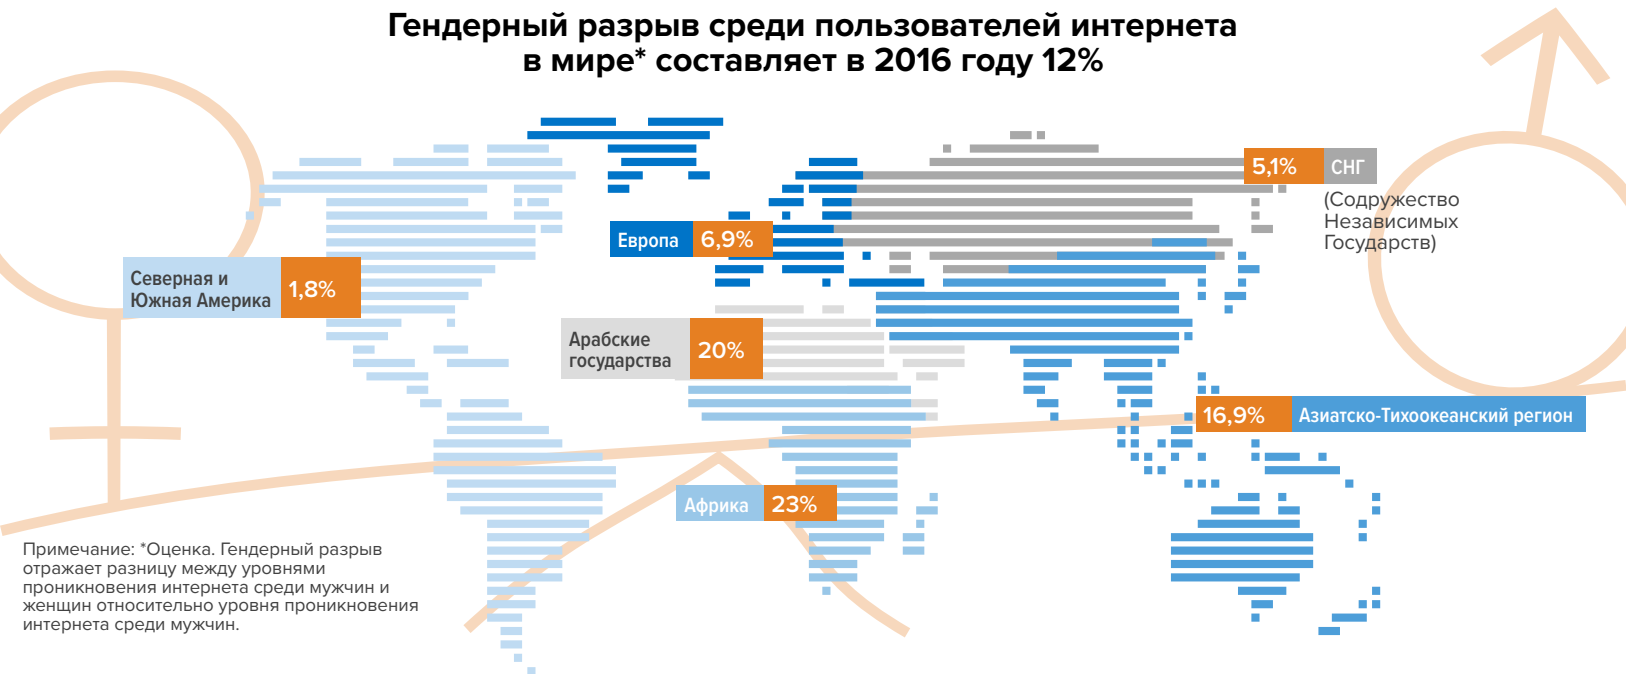 Гендерный разрыв среди пользователей интернета
в мире* составляет в 2016 году 12%
5,1% СНГ
(Содружество
Независимых
Государств)
Европа 6,9%
Северная и
Южная Америка
1,8%
Арабские
государства
20%
16,9% Азиатско-Тихоокеанский регион
Африка 23%
Примечание: *Оценка. Гендерный разрыв
отражает разницу между уровнями
проникновения интернета среди мужчин и
женщин относительно уровня проникновения
интернета среди мужчин.